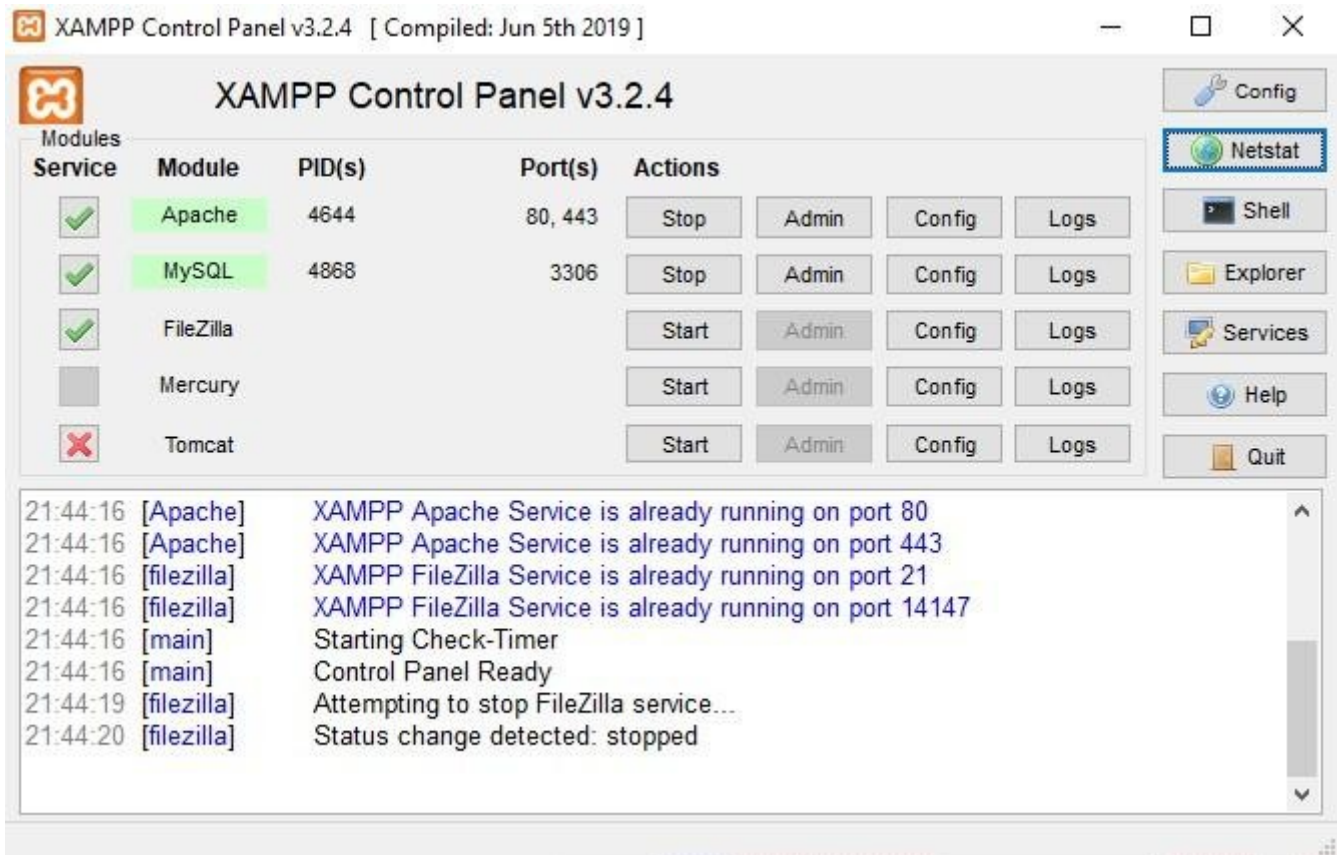 XAMPP Control Panel v3.2.4 [ Compiled: Jun 5th 2019 ]
XAMPP Control Panel v3.2.4
Config
Modules
Service Module PID(s) Port(s) Actions
Netstat
Apache 4644 80, 443 Stop Admin Config Logs
Shell
MySQL 4868 3306 Stop Admin Config Logs
Explorer
FileZilla Start Admin Config Logs
Services
Mercury Start Admin Config Logs
Help
Tomcat Start Admin Config Logs
Quit
21:44:16 [Apache] XAMPP Apache Service is already running on port 80
21:44:16 [Apache] XAMPP Apache Service is already running on port 443
21:44:16 [filezilla] XAMPP FileZilla Service is already running on port 21
21:44:16 [filezilla] XAMPP FileZilla Service is already running on port 14147
21:44:16 [main] Starting Check-Timer
21:44:16 [main] Control Panel Ready
21:44:19 [filezilla] Attempting to stop FileZilla service...
21:44:20 [filezilla] Status change detected: stopped